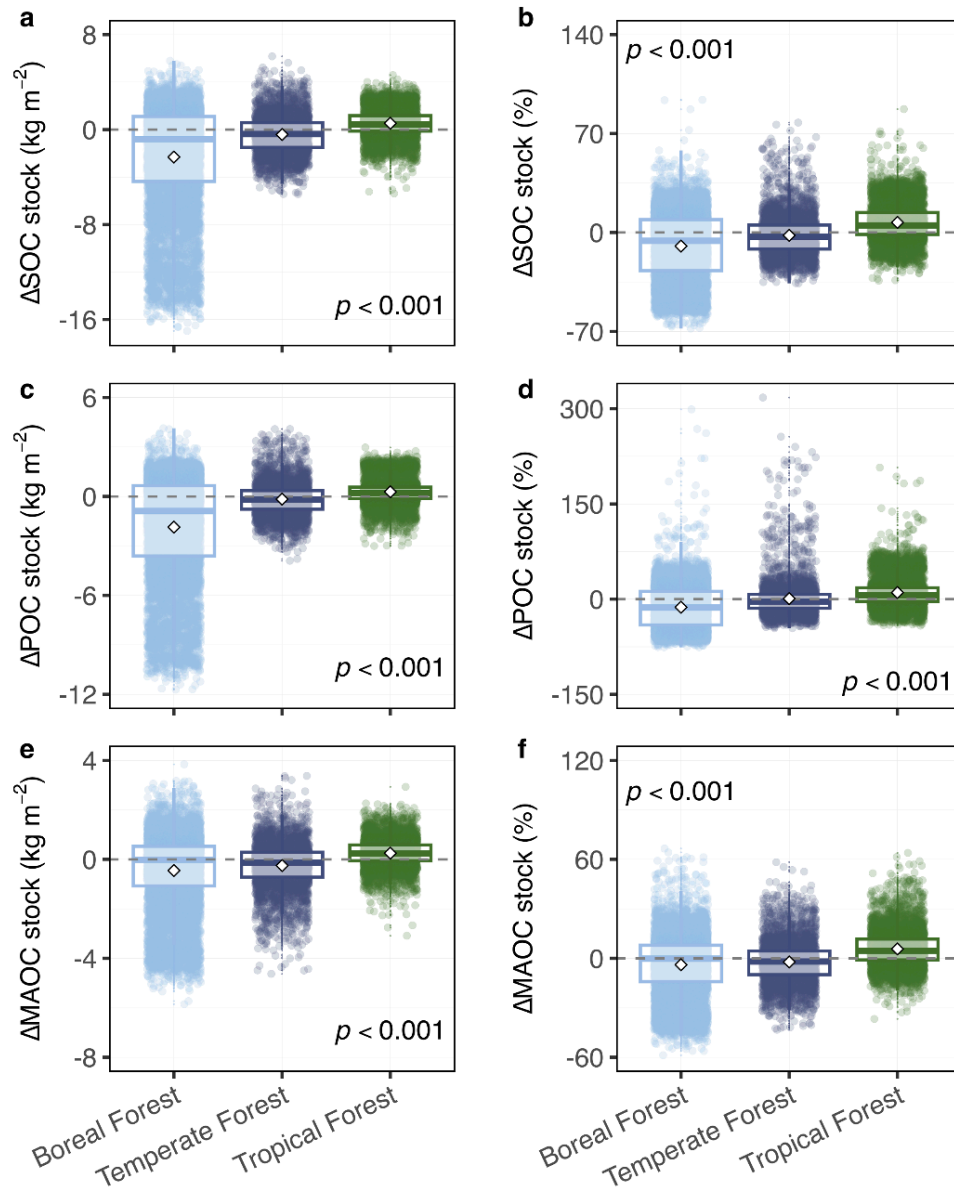 a
8
0
-8
-16
ΔSOC stock (kg m⁻²)
p < 0.001
b
140
70
0
-70
ΔSOC stock (%)
p < 0.001
c
6
0
-6
-12
ΔPOC stock (kg m⁻²)
p < 0.001
d
300
150
0
-150
ΔPOC stock (%)
p < 0.001
e
4
0
-4
-8
ΔMAOC stock (kg m⁻²)
p < 0.001
Boreal Forest
Temperate Forest
Tropical Forest
f
120
60
0
-60
ΔMAOC stock (%)
p < 0.001
Boreal Forest
Temperate Forest
Tropical Forest